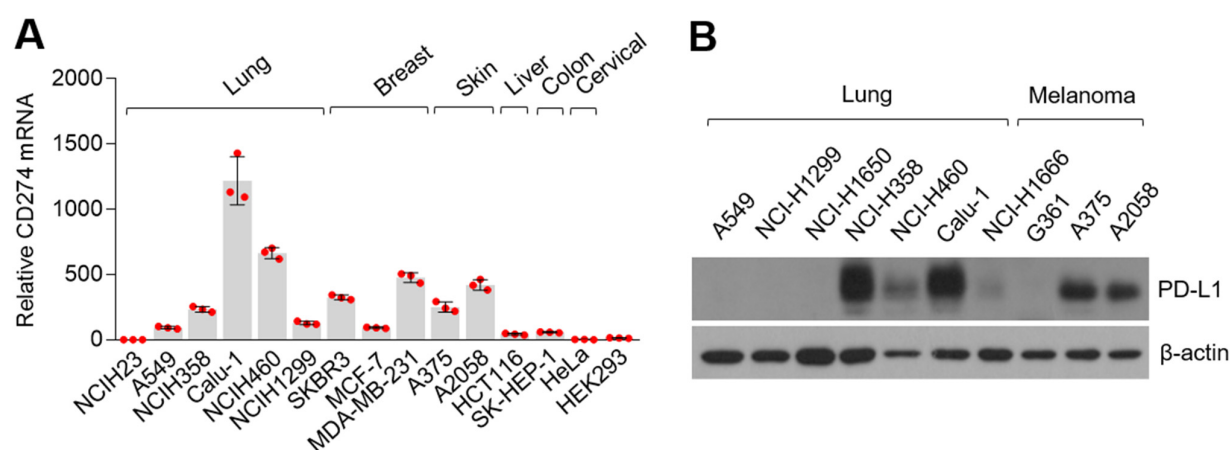 A
Relative CD274 mRNA
2000
1500
1000
500
0
Lung
Breast
Skin
Liver
Colon
Cervical
NCIH23
A549
NCIH358
Calu-1
NCIH460
NCIH1299
SKBR3
MCF-7
MDA-MB-231
A375
A2058
HCT116
SK-HEP-1
HeLa
HEK293
B
Lung
Melanoma
A549
NCI-H1299
NCI-H1650
NCI-H358
NCI-H460
Calu-1
NCI-H1666
G361
A375
A2058
PD-L1
β-actin